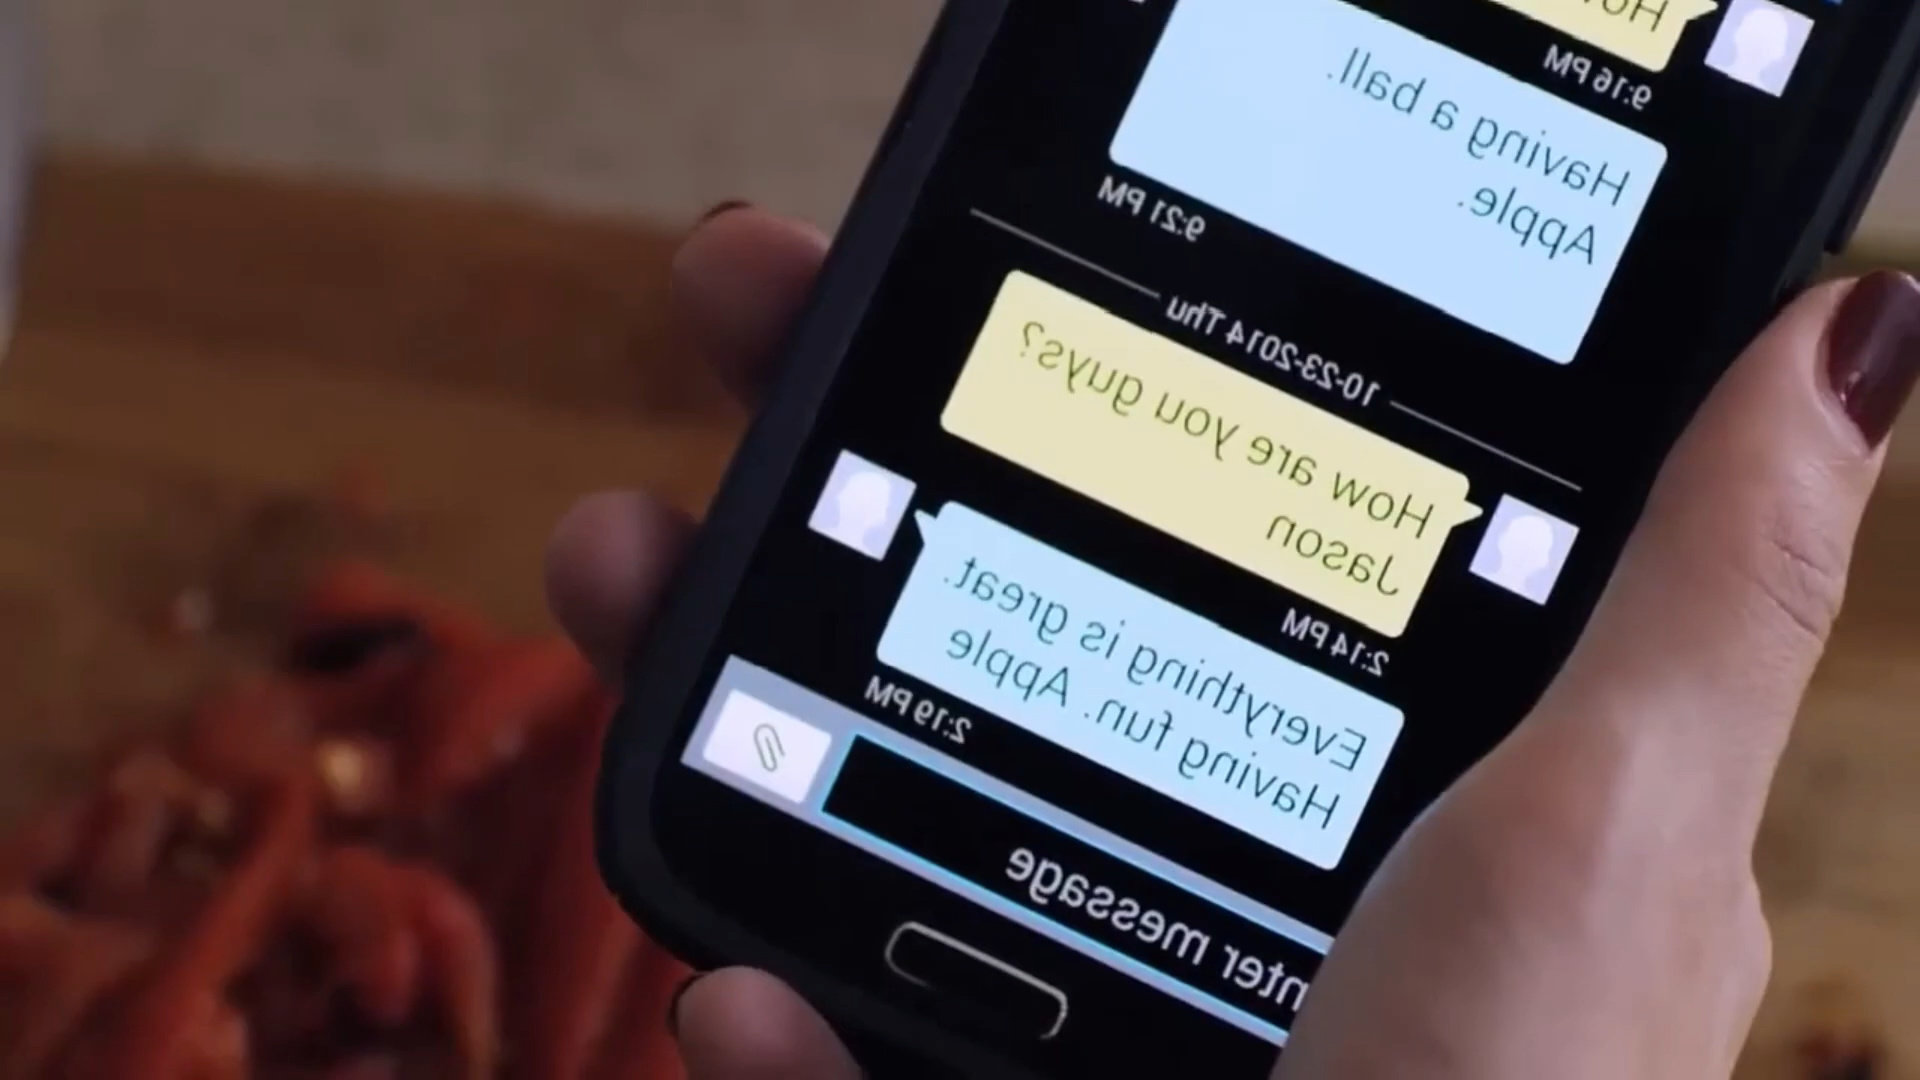 9:16 PM
Having a ball.
Apple.
9:21 PM
10-23-2014 Thu
How are you guys?
Jason
2:14 PM
Everything is great.
Having fun. Apple
2:19 PM
nter message